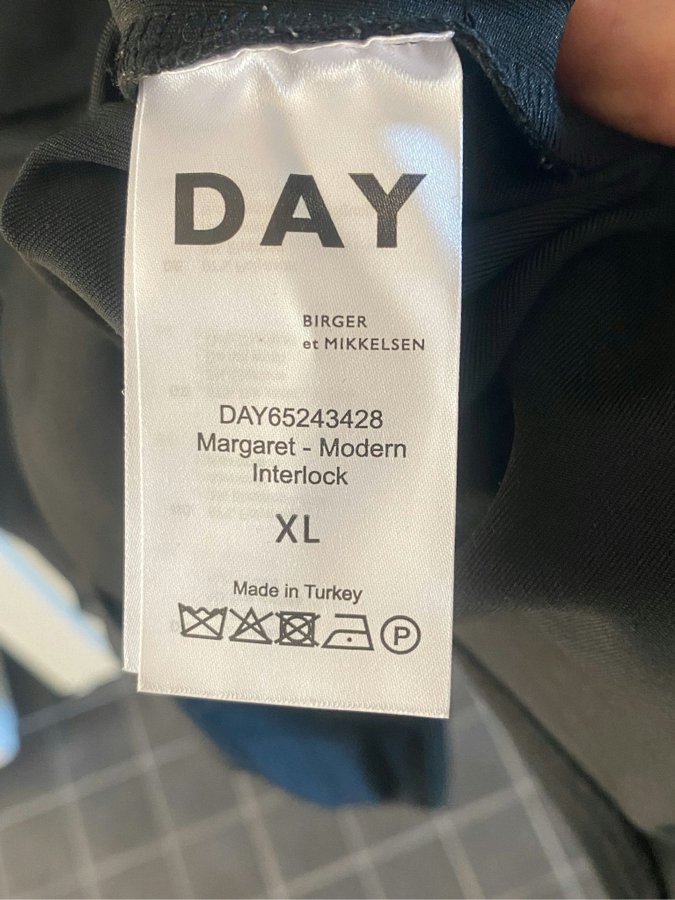 DAY
BIRGER
et MIKKELSEN
DAY65243428
Margaret - Modern
Interlock
XL
Made in Turkey
P